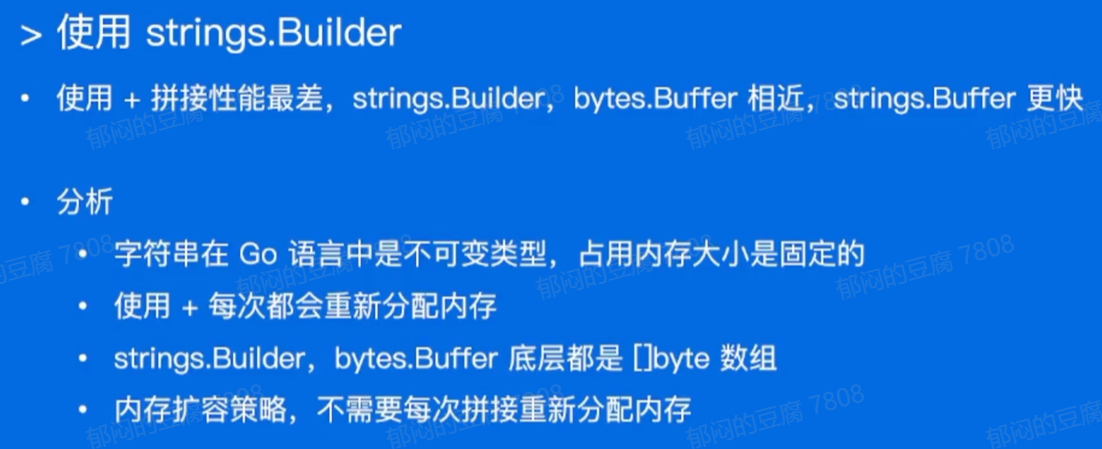 > 使用 strings.Builder
• 使用 + 拼接性能最差，strings.Builder，bytes.Buffer 相近，strings.Buffer 更快
• 分析
• 字符串在 Go 语言中是不可变类型，占用内存大小是固定的
• 使用 + 每次都会重新分配内存
• strings.Builder，bytes.Buffer 底层都是 []byte 数组
• 内存扩容策略，不需要每次拼接重新分配内存
郁闷的豆腐 7808